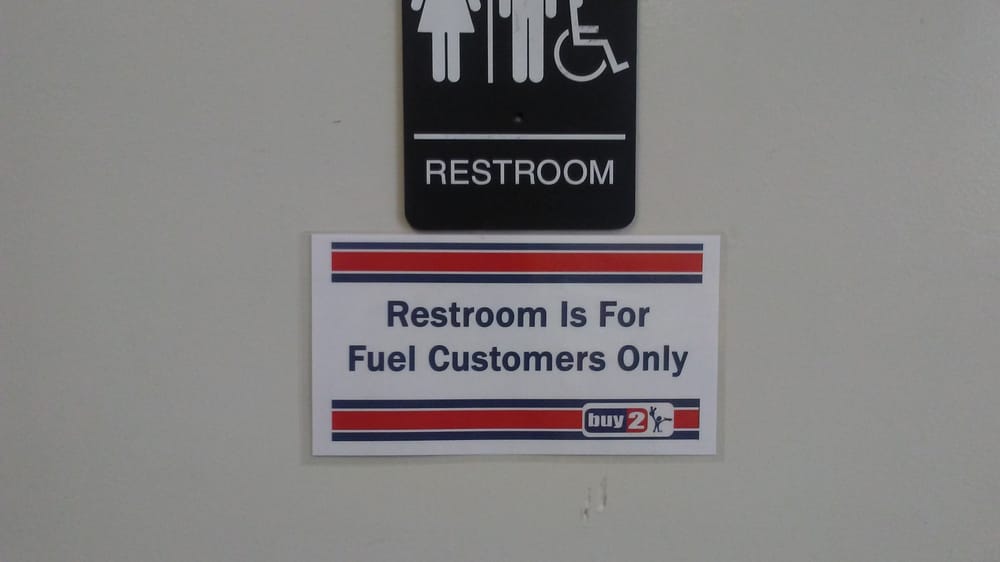 RESTROOM
Restroom Is For
Fuel Customers Only
buy2